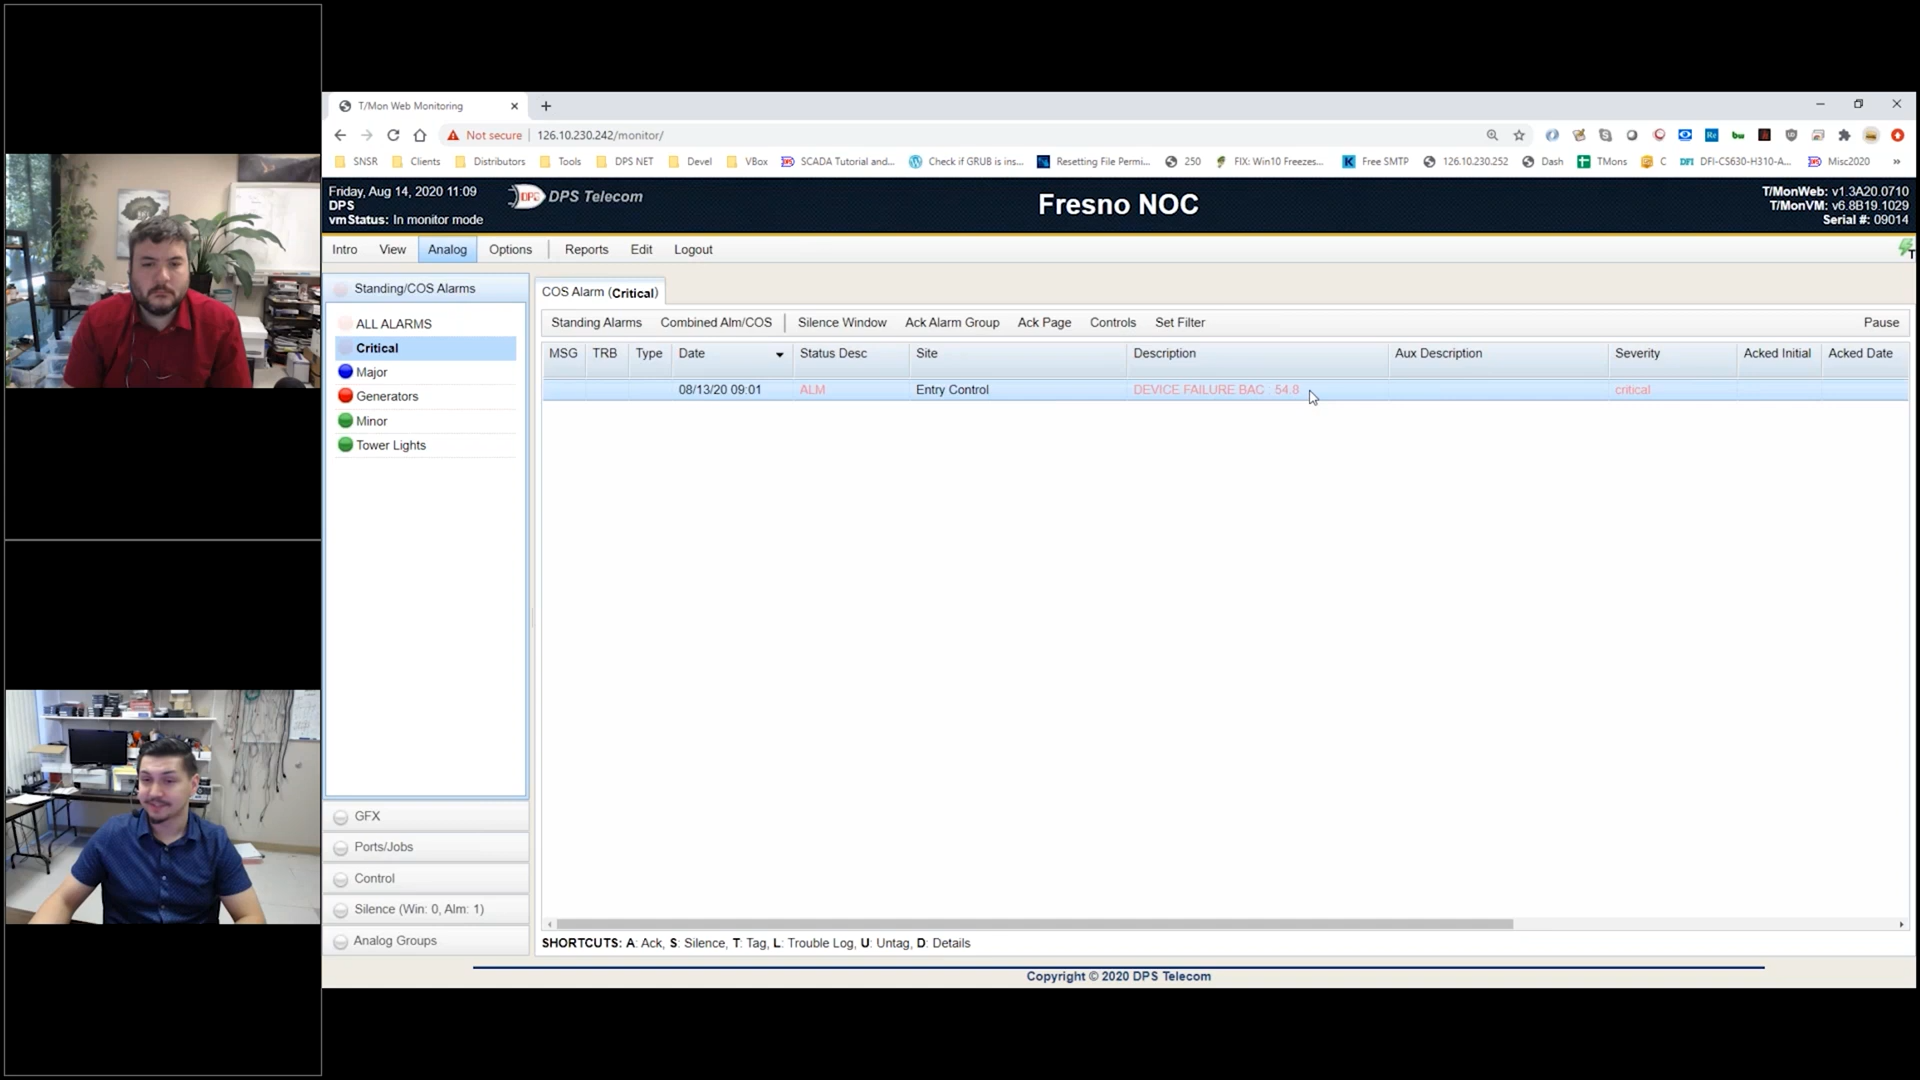 T/Mon Web Monitoring
Not secure | 126.10.230.242/monitor/
SNSR Clients Distributors Tools DPS NET Devel VBox SCADA Tutorial and... Check if GRUB is ins... Resetting File Permi... 250 FIX: Win10 Freezes... Free SMTP 126.10.230.252 Dash TMons C DFI-CS630-H310-A... Misc2020 »
Friday, Aug 14, 2020 11:09
DPS
vmStatus: In monitor mode
DPS DPS Telecom
Fresno NOC
T/MonWeb: v1.3A20.0710
T/MonVM: v6.8B19.1029
Serial #: 09014
Intro View Analog Options Reports Edit Logout
Standing/COS Alarms
ALL ALARMS
Critical
Major
Generators
Minor
Tower Lights
GFX
Ports/Jobs
Control
Silence (Win: 0, Alm: 1)
Analog Groups
COS Alarm (Critical)
Standing Alarms Combined Alm/COS Silence Window Ack Alarm Group Ack Page Controls Set Filter Pause
MSG TRB Type Date Status Desc Site Description Aux Description Severity Acked Initial Acked Date
08/13/20 09:01 ALM Entry Control DEVICE FAILURE BAC : 54.8 critical
SHORTCUTS: A: Ack, S: Silence, T: Tag, L: Trouble Log, U: Untag, D: Details
Copyright © 2020 DPS Telecom